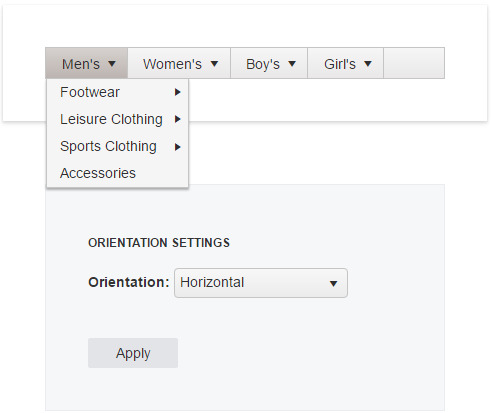 Men's Women's Boy's Girl's
Footwear
Leisure Clothing
Sports Clothing
Accessories
ORIENTATION SETTINGS
Orientation: Horizontal
Apply